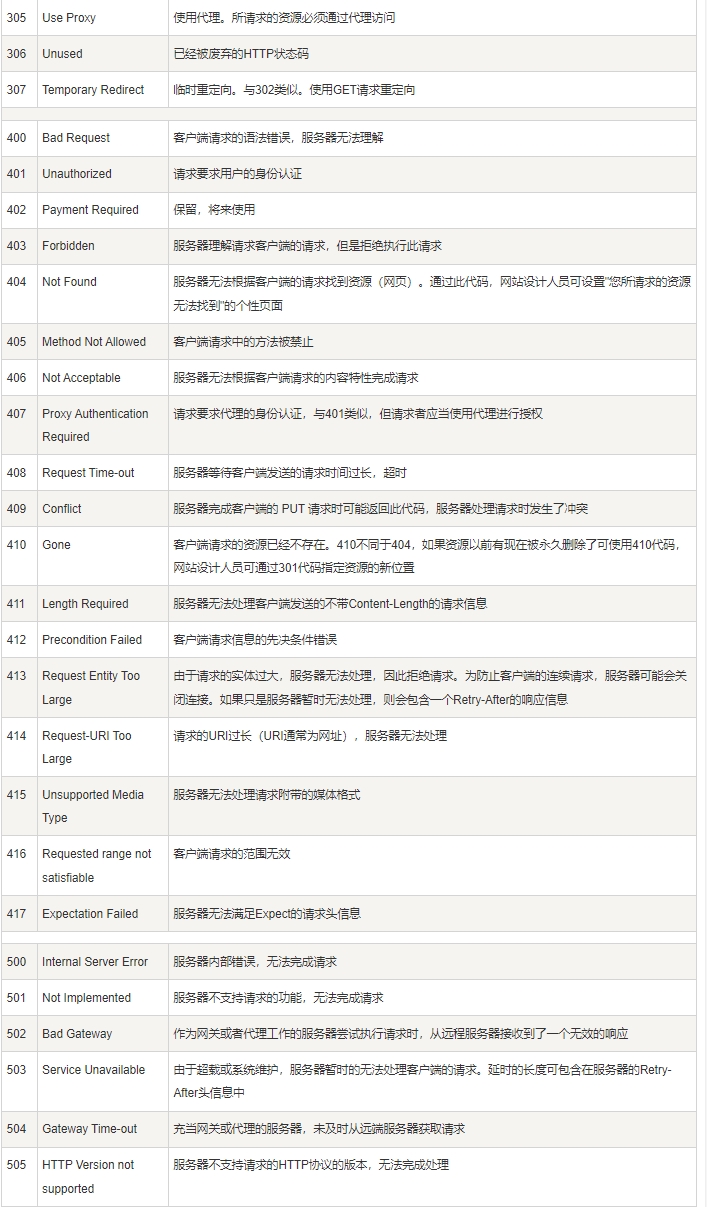 305 Use Proxy 使用代理。所请求的资源必须通过代理访问
306 Unused 已经被废弃的HTTP状态码
307 Temporary Redirect 临时重定向。与302类似。使用GET请求重定向
400 Bad Request 客户端请求的语法错误，服务器无法理解
401 Unauthorized 请求要求用户的身份认证
402 Payment Required 保留，将来使用
403 Forbidden 服务器理解请求客户端的请求，但是拒绝执行此请求
404 Not Found 服务器无法根据客户端的请求找到资源（网页）。通过此代码，网站设计人员可设置"您所请求的资源
无法找到"的个性页面
405 Method Not Allowed 客户端请求中的方法被禁止
406 Not Acceptable 服务器无法根据客户端请求的内容特性完成请求
407 Proxy Authentication 请求要求代理的身份认证，与401类似，但请求者应当使用代理进行授权
Required
408 Request Time-out 服务器等待客户端发送的请求时间过长，超时
409 Conflict 服务器完成客户端的 PUT 请求时可能返回此代码，服务器处理请求时发生了冲突
410 Gone 客户端请求的资源已经不存在。410不同于404，如果资源以前有现在被永久删除了可使用410代码，
网站设计人员可通过301代码指定资源的新位置
411 Length Required 服务器无法处理客户端发送的不带Content-Length的请求信息
412 Precondition Failed 客户端请求信息的先决条件错误
413 Request Entity Too 由于请求的实体过大，服务器无法处理，因此拒绝请求。为防止客户端的连续请求，服务器可能会关
Large 闭连接。如果只是服务器暂时无法处理，则会包含一个Retry-After的响应信息
414 Request-URI Too 请求的URI过长（URI通常为网址），服务器无法处理
Large
415 Unsupported Media 服务器无法处理请求附带的媒体格式
Type
416 Requested range not 客户端请求的范围无效
satisfiable
417 Expectation Failed 服务器无法满足Expect的请求头信息
500 Internal Server Error 服务器内部错误，无法完成请求
501 Not Implemented 服务器不支持请求的功能，无法完成请求
502 Bad Gateway 作为网关或者代理工作的服务器尝试执行请求时，从远程服务器接收到了一个无效的响应
503 Service Unavailable 由于超载或系统维护，服务器暂时的无法处理客户端的请求。延时的长度可包含在服务器的Retry-
After头信息中
504 Gateway Time-out 充当网关或代理的服务器，未及时从远端服务器获取请求
505 HTTP Version not 服务器不支持请求的HTTP协议的版本，无法完成处理
supported